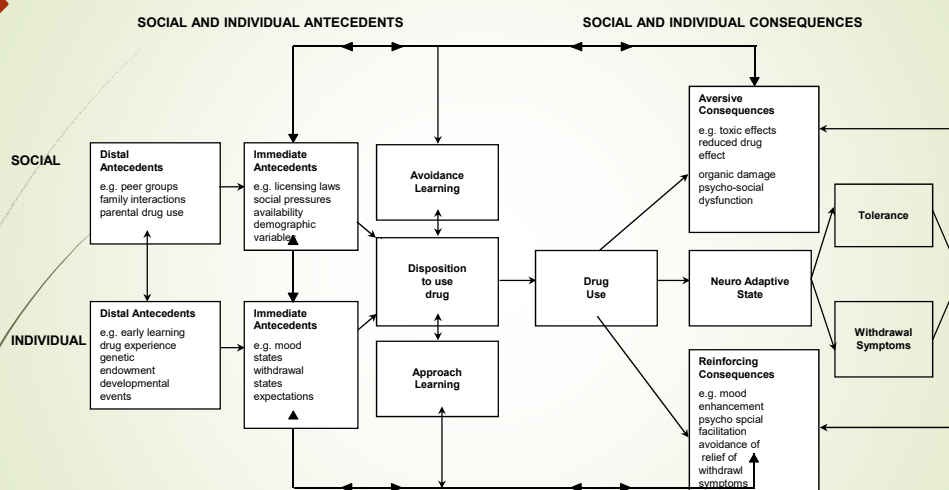 SOCIAL AND INDIVIDUAL ANTECEDENTS
SOCIAL AND INDIVIDUAL CONSEQUENCES
SOCIAL
Distal
Antecedents
e.g. peer groups
family interactions
parental drug use
Immediate
Antecedents
e.g. licensing laws
social pressures
availability
demographic
variables
Avoidance
Learning
Aversive
Consequences
e.g. toxic effects
reduced drug
effect
organic damage
psycho-social
dysfunction
Tolerance
Disposition
to use
drug
Drug
Use
Neuro Adaptive
State
INDIVIDUAL
Distal Antecedents
e.g. early learning
drug experience
genetic
endowment
developmental
events
Immediate
Antecedents
e.g. mood
states
withdrawal
states
expectations
Approach
Learning
Withdrawal
Symptoms
Reinforcing
Consequences
e.g. mood
enhancement
psycho spcial
facilitation
avoidance of
relief of
withdrawl
symptoms